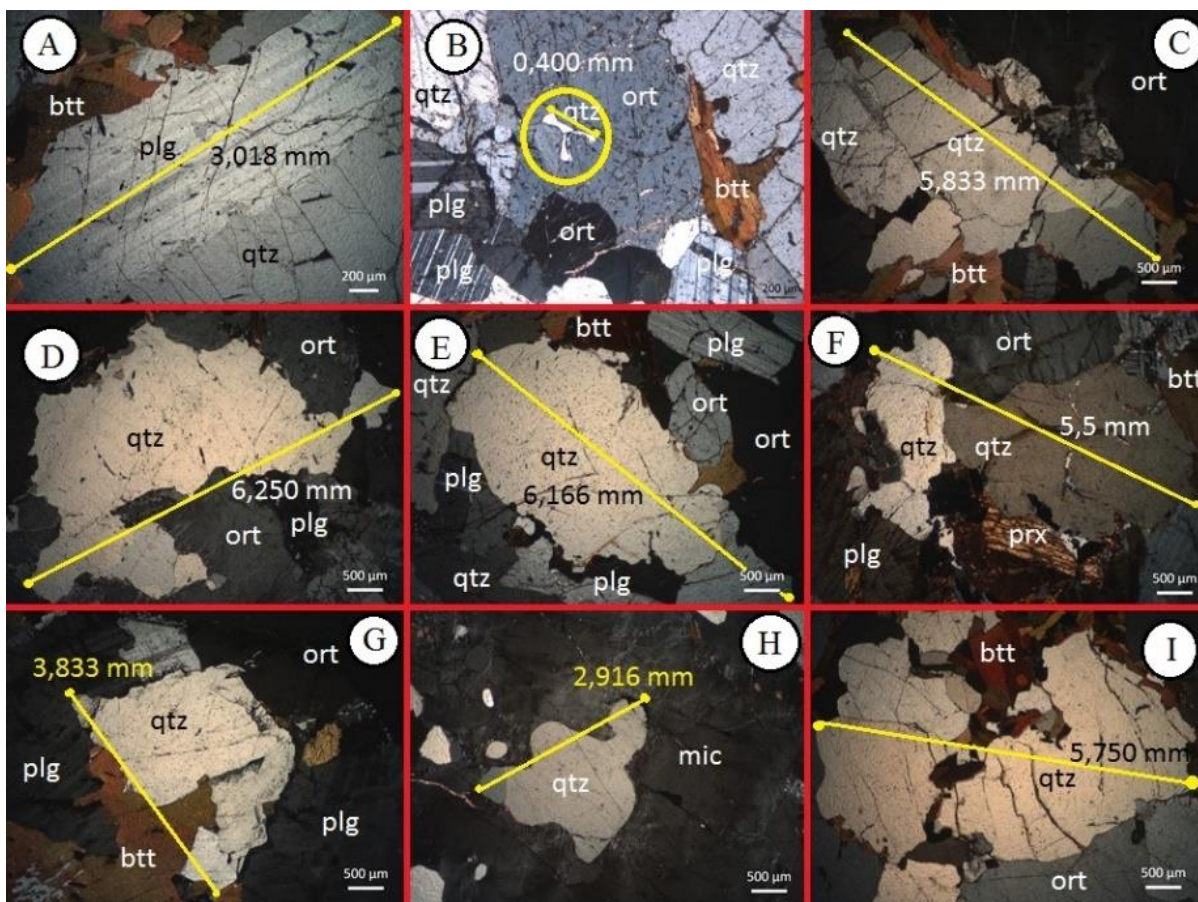 A
btt
plg
3,018 mm
qtz
200 µm
B
0,400 mm
qtz
qtz
ort
qtz
plg
btt
ort
plg
plg
200 µm
C
ort
qtz
qtz
5,833 mm
btt
500 µm
D
ort
qtz
6,250 mm
plg
ort
500 µm
E
btt
plg
qtz
ort
ort
qtz
plg
6,166 mm
qtz
plg
500 µm
F
ort
btt
5,5 mm
qtz
qtz
prx
plg
500 µm
G
ort
3,833 mm
qtz
plg
plg
btt
500 µm
H
2,916 mm
mic
qtz
500 µm
I
btt
5,750 mm
qtz
ort
500 µm